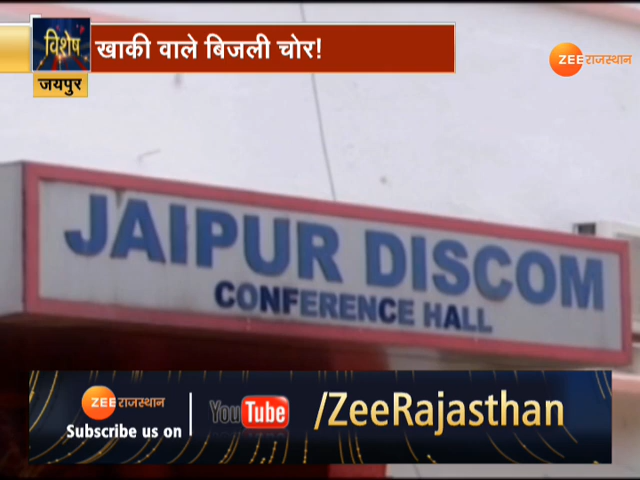 विशेष
खाकी वाले बिजली चोर!
जयपुर
ZEE राजस्थान
JAIPUR DISCOM
CONFERENCE HALL
ZEE राजस्थान
Subscribe us on
YouTube
/ZeeRajasthan